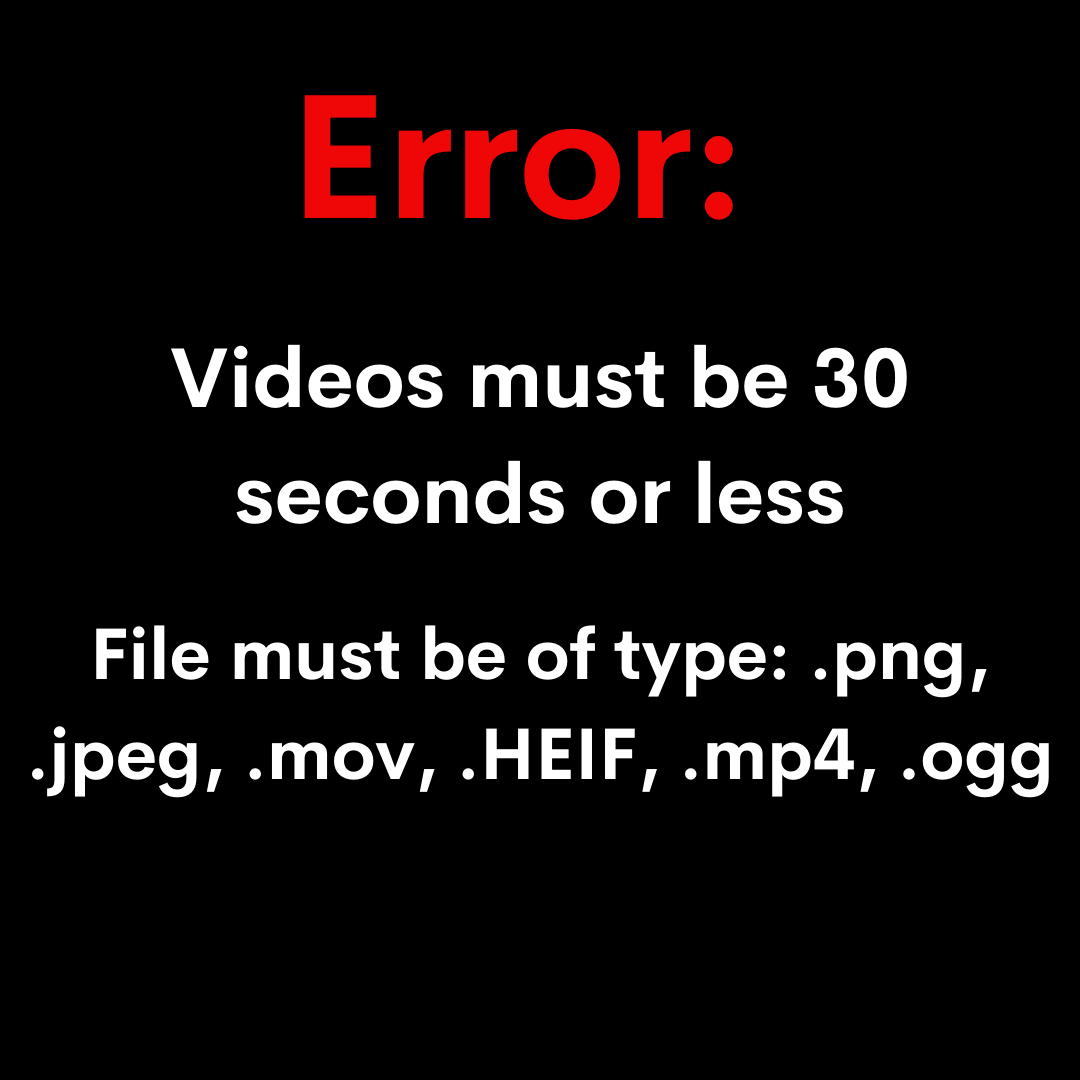 Error:
Videos must be 30
seconds or less
File must be of type: .png,
.jpeg, .mov, .HEIF, .mp4, .ogg